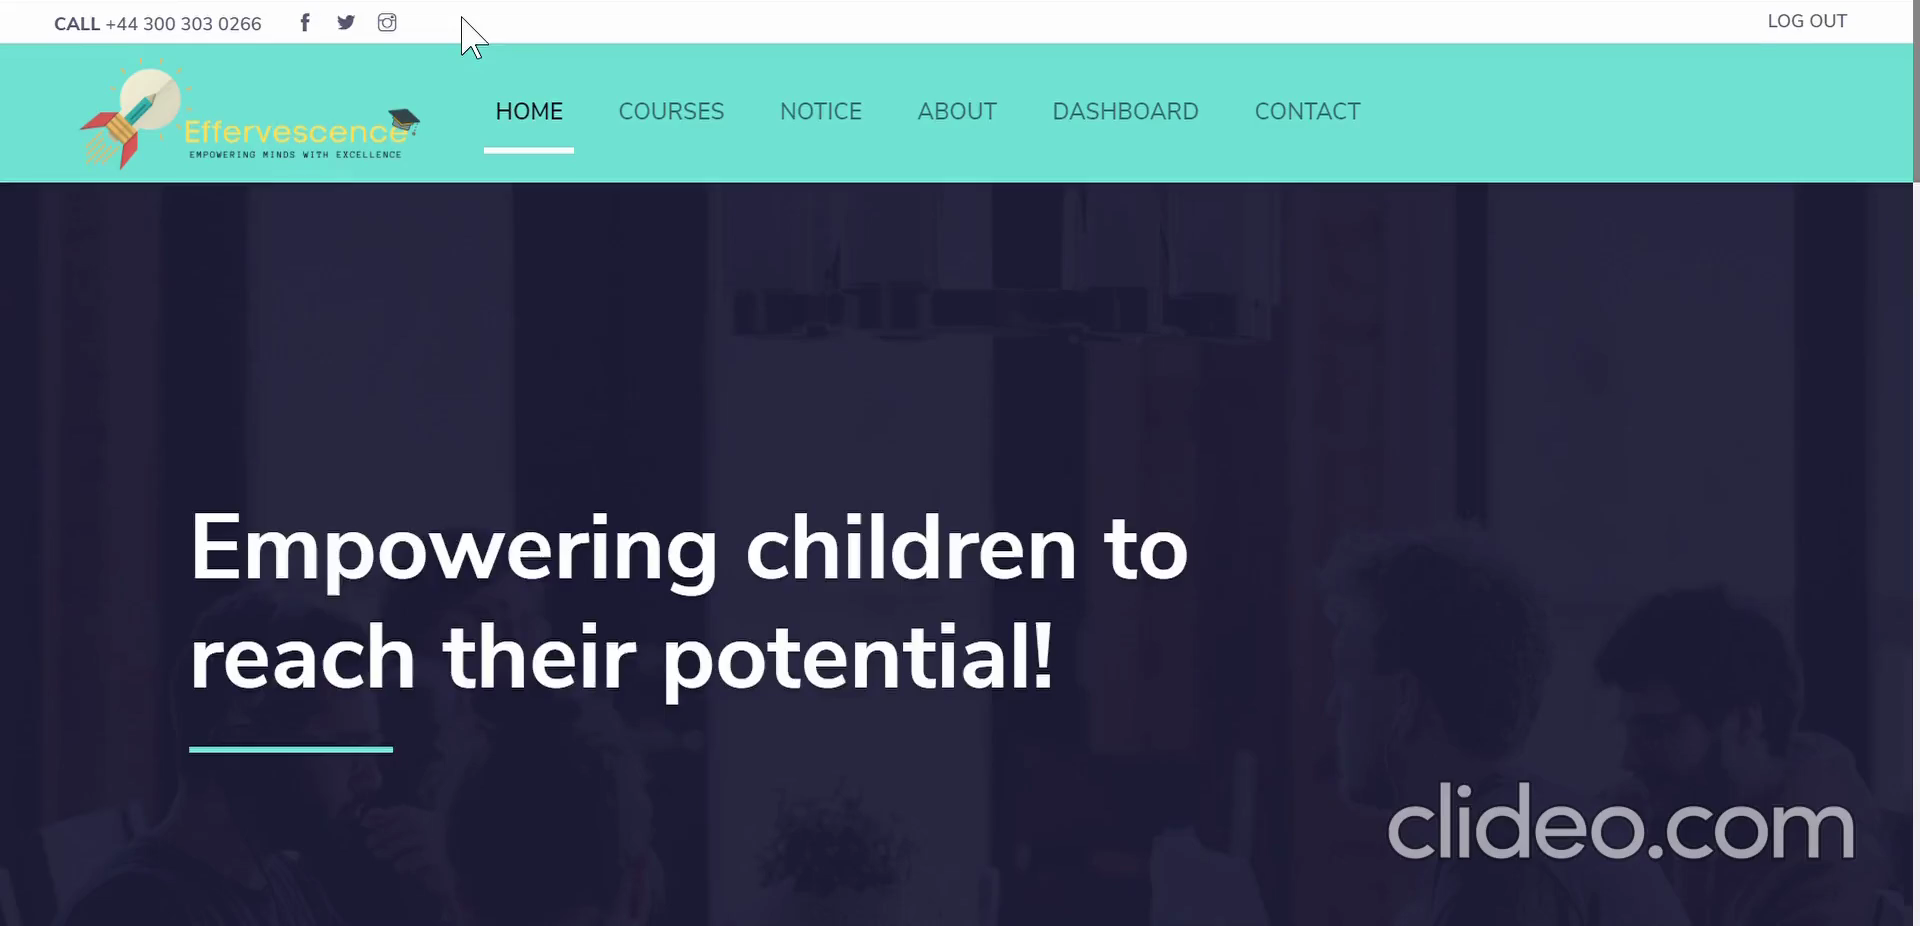 CALL +44 300 303 0266
LOG OUT
Effervescence
EMPOWERING MINDS WITH EXCELLENCE
HOME COURSES NOTICE ABOUT DASHBOARD CONTACT
Empowering children to
reach their potential!
clideo.com